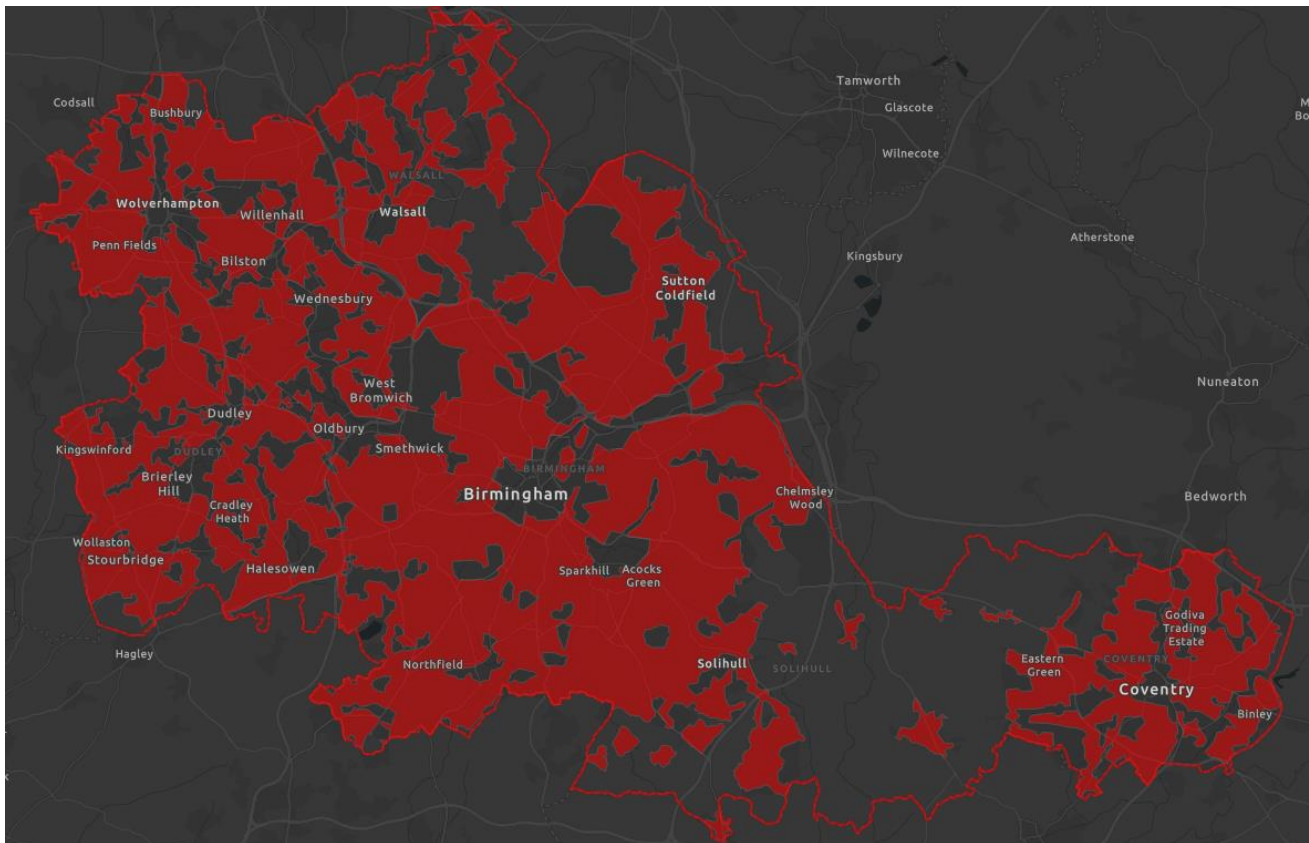 Tamworth
Codsall
Glascote
Bushbury
Wilnecote
WALSALL
Wolverhampton
Willenhall
Walsall
Penn Fields
Atherstone
Bilston
Kingsbury
Sutton
Coldfield
Wednesbury
West
Bromwich
Nuneaton
Dudley
Oldbury
Kingswinford
DUDLEY
Smethwick
BIRMINGHAM
Brierley
Hill
Birmingham
Chelmsley
Wood
Bedworth
Cradley
Heath
Wollaston
Stourbridge
Halesowen
Sparkhill
Acocks
Green
Godiva
Trading
Estate
Hagley
Northfield
Solihull
SOLIHULL
Eastern
Green
COVENTRY
Coventry
Binley